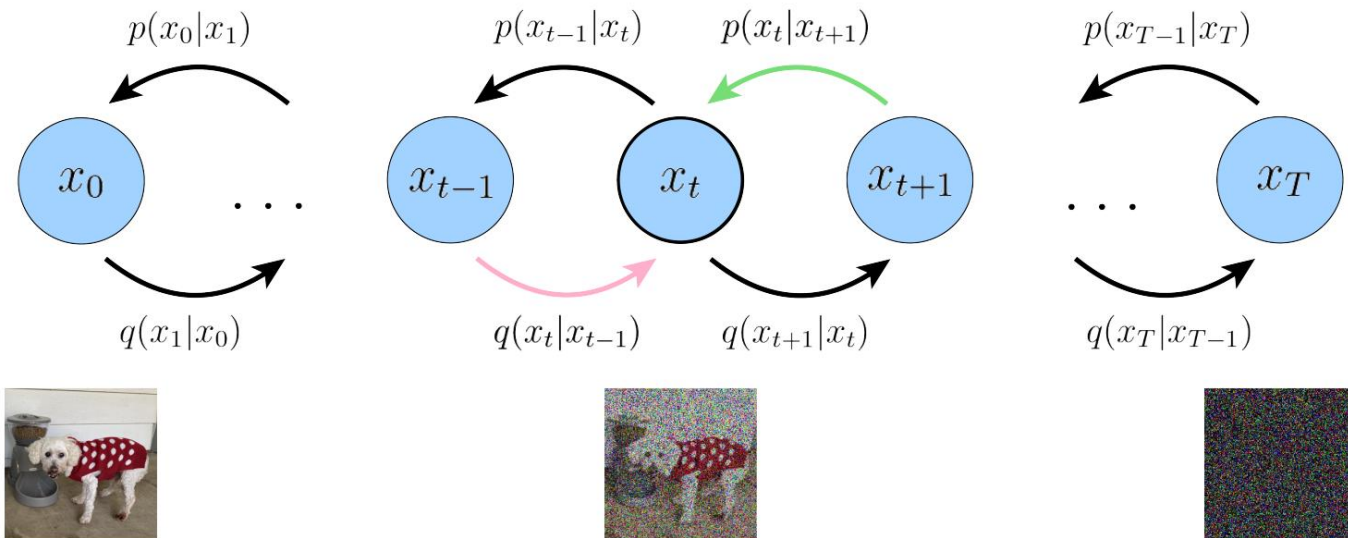 p(x_0|x_1) p(x_{t-1}|x_t) p(x_t|x_{t+1}) p(x_{T-1}|x_T)
x_0 . . . x_{t-1} x_t x_{t+1} . . . x_T
q(x_1|x_0) q(x_t|x_{t-1}) q(x_{t+1}|x_t) q(x_T|x_{T-1})